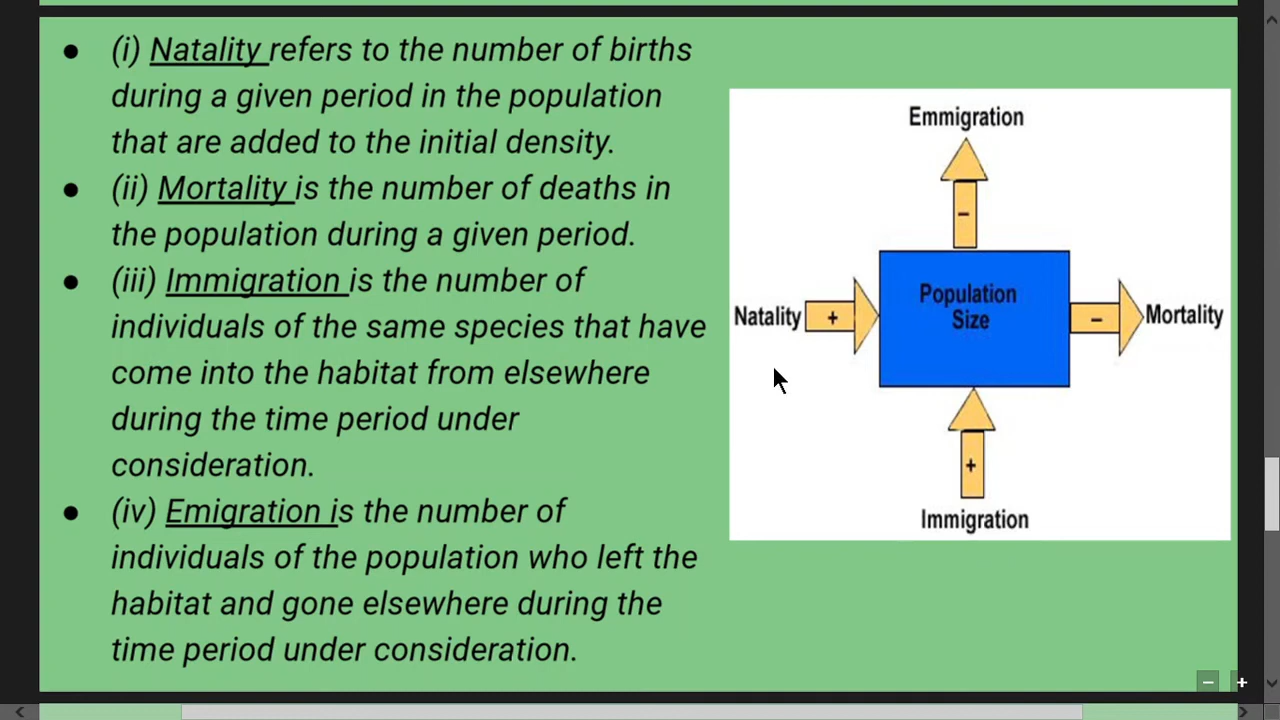 ● (i) Natality refers to the number of births
during a given period in the population
that are added to the initial density.
● (ii) Mortality is the number of deaths in
the population during a given period.
● (iii) Immigration is the number of
individuals of the same species that have
come into the habitat from elsewhere
during the time period under
consideration.
● (iv) Emigration is the number of
individuals of the population who left the
habitat and gone elsewhere during the
time period under consideration.
Emmigration
−
Natality
+
Population
Size
−
Mortality
+
Immigration